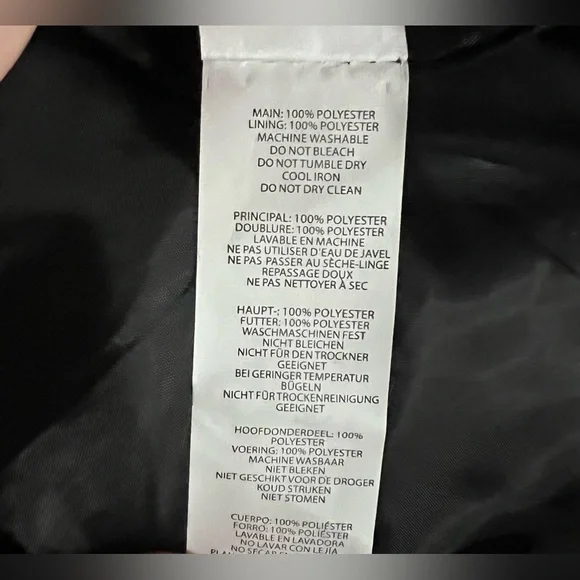 MAIN: 100% POLYESTER
LINING: 100% POLYESTER
MACHINE WASHABLE
DO NOT BLEACH
DO NOT TUMBLE DRY
COOL IRON
DO NOT DRY CLEAN
PRINCIPAL: 100% POLYESTER
DOUBLURE: 100% POLYESTER
LAVABLE EN MACHINE
NE PAS UTILISER D'EAU DE JAVEL
NE PAS PASSER AU SÈCHE-LINGE
REPASSAGE DOUX
NE PAS NETTOYER À SEC
HAUPT-: 100% POLYESTER
FUTTER: 100% POLYESTER
WASCHMASCHINEN FEST
NICHT BLEICHEN
NICHT FÜR DEN TROCKNER
GEEIGNET
BEI GERINGER TEMPERATUR
BÜGELN
NICHT FÜR TROCKENREINIGUNG
GEEIGNET
HOOFDONDERDEEL: 100%
POLYESTER
VOERING: 100% POLYESTER
MACHINE WASBAAR
NIET BLEKEN
NIET GESCHIKT VOOR DE DROGER
KOUD STRIJKEN
NIET STOMEN
CUERPO: 100% POLIÉSTER
FORRO: 100% POLIÉSTER
LAVABLE EN LAVADORA
NO LAVAR CON LEJÍA
NO SECAR